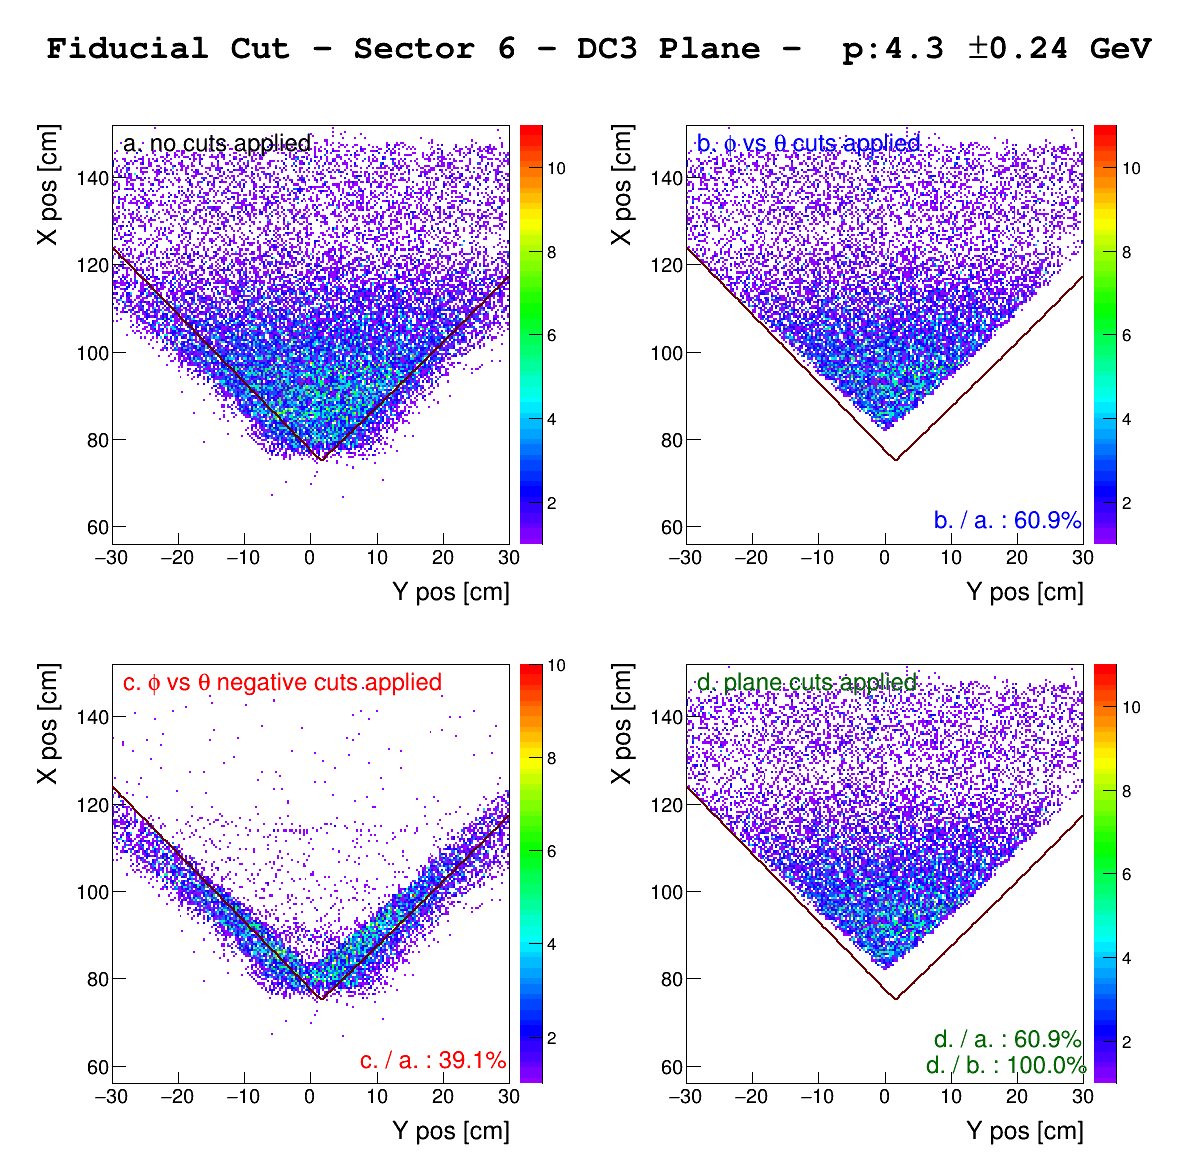 Fiducial Cut – Sector 6 – DC3 Plane – p:4.3 ±0.24 GeV
X pos [cm]
a. no cuts applied
140
120
100
80
60
−30 −20 −10 0 10 20 30
Y pos [cm]
10
8
6
4
2
X pos [cm]
b. ϕ vs θ cuts applied
140
120
100
80
60
b. / a. : 60.9%
−30 −20 −10 0 10 20 30
Y pos [cm]
10
8
6
4
2
X pos [cm]
c. ϕ vs θ negative cuts applied
140
120
100
80
60
c. / a. : 39.1%
−30 −20 −10 0 10 20 30
Y pos [cm]
10
8
6
4
2
X pos [cm]
d. plane cuts applied
140
120
100
80
60
d. / a. : 60.9%
d. / b. : 100.0%
−30 −20 −10 0 10 20 30
Y pos [cm]
10
8
6
4
2